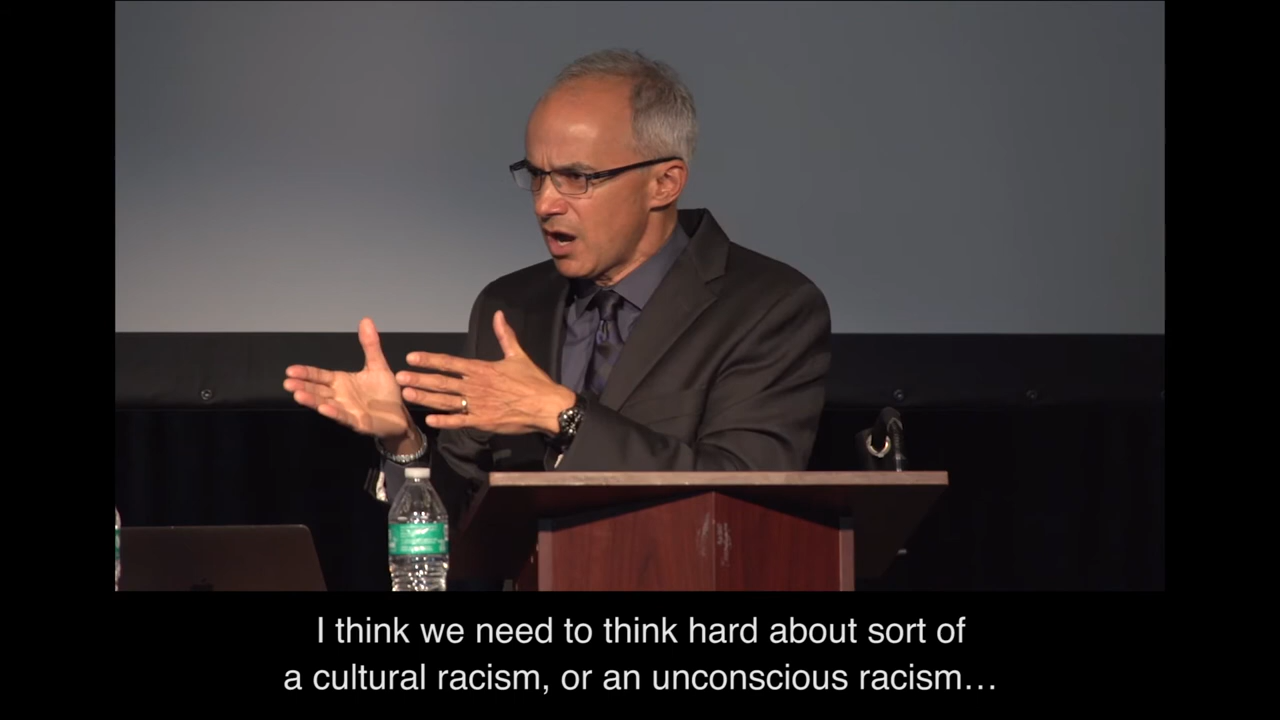 I think we need to think hard about sort of
a cultural racism, or an unconscious racism…